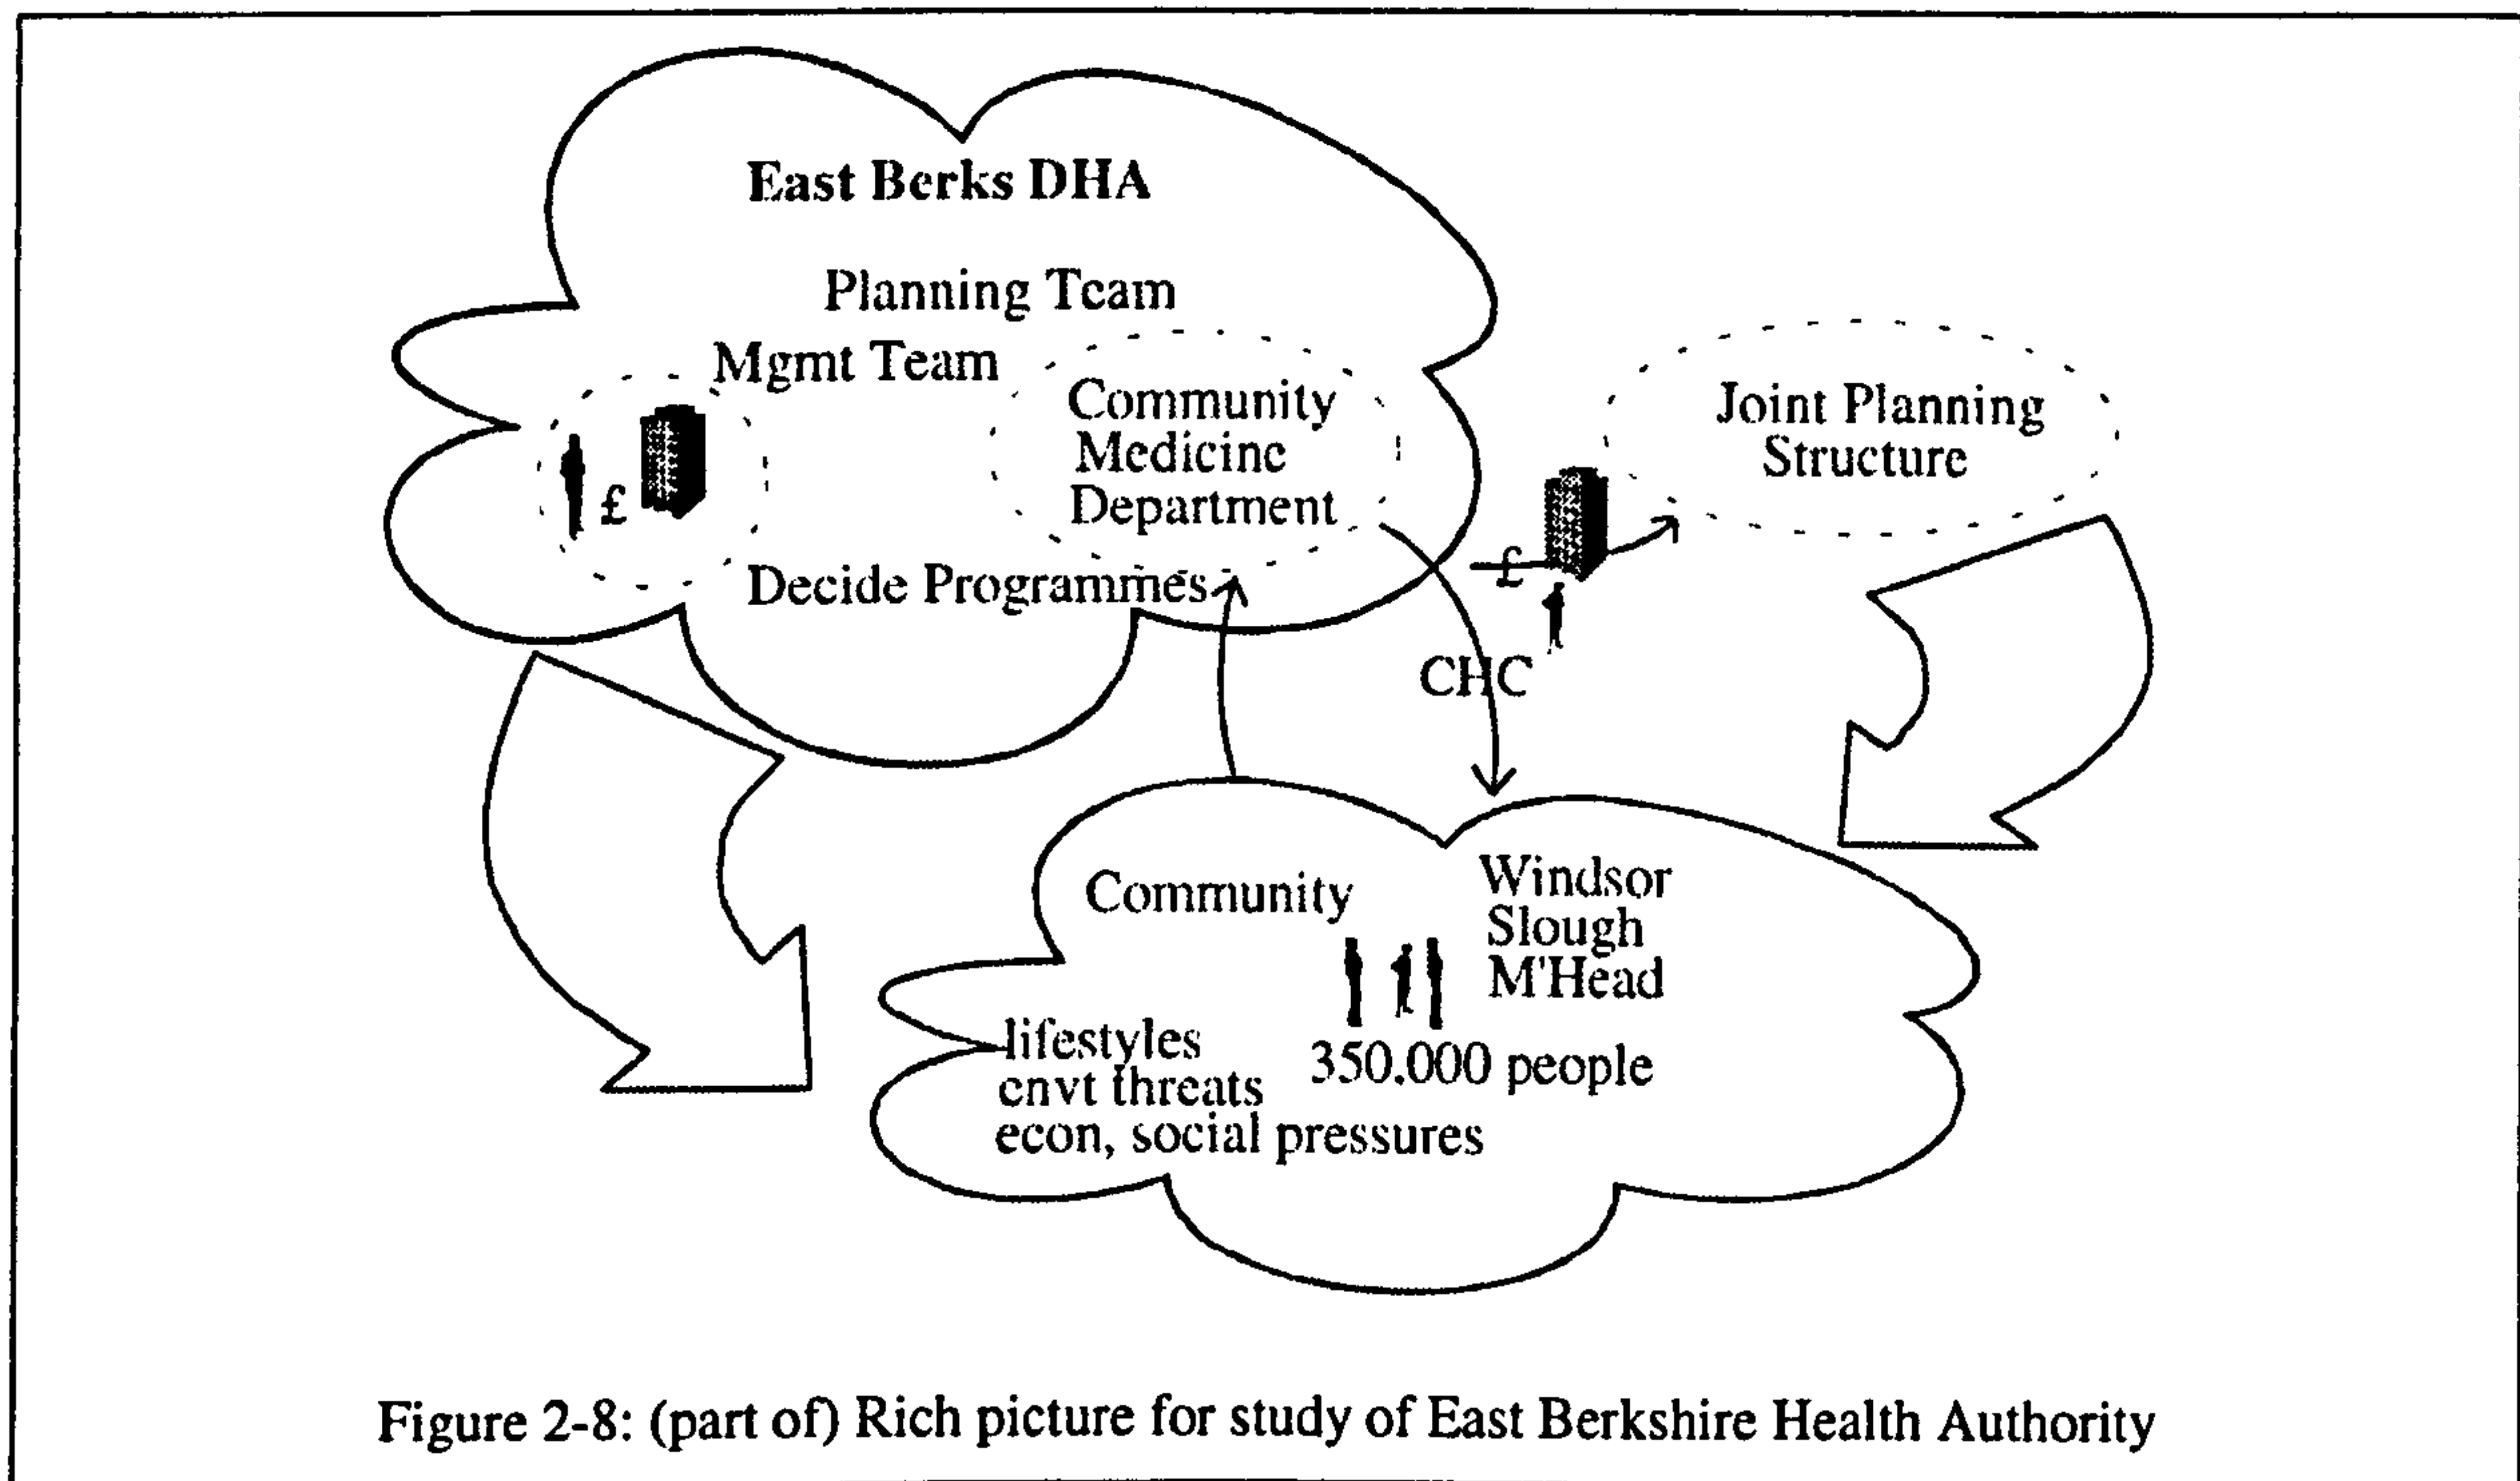 East Berks DHA
Planning Team
Mgmt Team
Community
Medicine
Department
£
Decide Programmes
Joint Planning
Structure
£
CHC
Community
Windsor
Slough
M'Head
lifestyles
envt threats
econ, social pressures
350,000 people
Figure 2-8: (part of) Rich picture for study of East Berkshire Health Authority